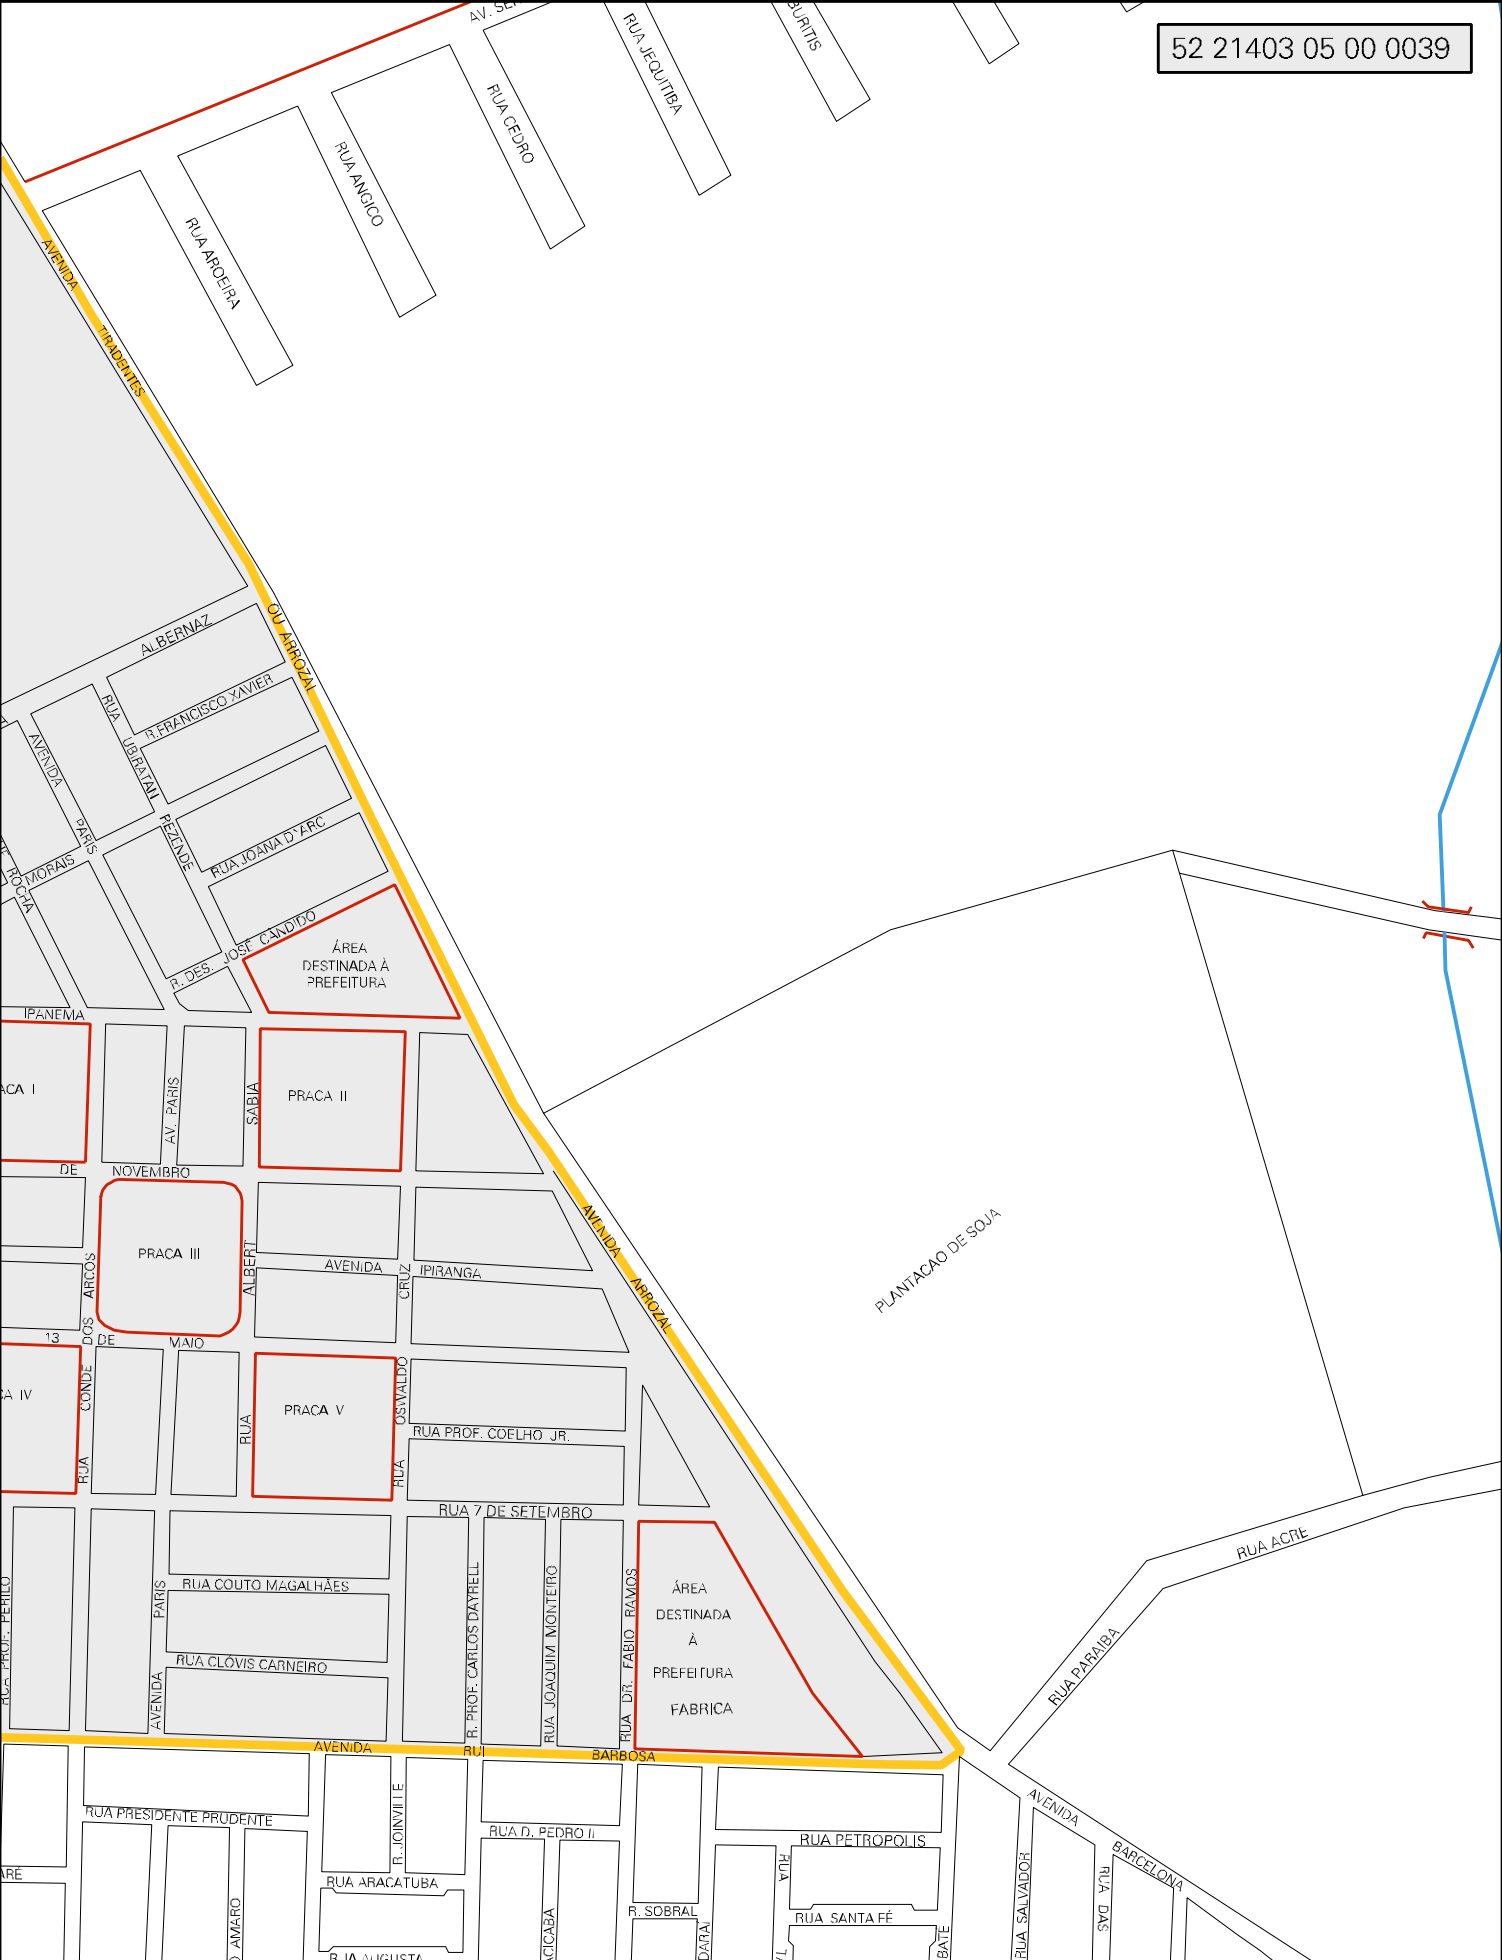 52 21403 05 00 0039
RUA JEQUITIBA
BURITIS
RUA CEDRO
RUA ANGICO
RUA AROEIRA
AVENIDA
TIRADENTES
OU ARROZAL
ALBERNAZ
R.FRANCISCO XAVIER
RUA
UBIRATAN
REZENDE
AVENIDA
PARIS
MORAIS
ROCHA
RUA JOANA D'ARC
R. DES. JOSÉ CANDIDO
ÁREA
DESTINADA À
PREFEITURA
IPANEMA
PRACA II
AV. PARIS
SABIA
DE NOVEMBRO
PRACA III
ALBERT
RUA
AVENIDA IPIRANGA
CRUZ
OSWALDO
RUA
ARCOS
DOS
CONDE
RUA
13 DE MAIO
IV
PRACA V
AVENIDA
ARROZAL
PLANTACAO DE SOJA
RUA PROF. COELHO JR.
RUA 7 DE SETEMBRO
RUA COUTO MAGALHÃES
RUA CLÓVIS CARNEIRO
PARIS
AVENIDA
R. PROF. CARLOS DAYRELL
RUA JOAQUIM MONTEIRO
RUA DR. FABIO RAMOS
ÁREA
DESTINADA
À
PREFEITURA
FABRICA
RUA ACRE
RUA PARAIBA
AVENIDA RUI BARBOSA
RUA PRESIDENTE PRUDENTE
R. JOINVILLE
RUA D. PEDRO II
RUA PETROPOLIS
RUA ARACATUBA
R. SOBRAL
RUA
RUA SANTA FÉ
RUA SALVADOR
AVENIDA
BARCELONA
RUA DAS
AMARO